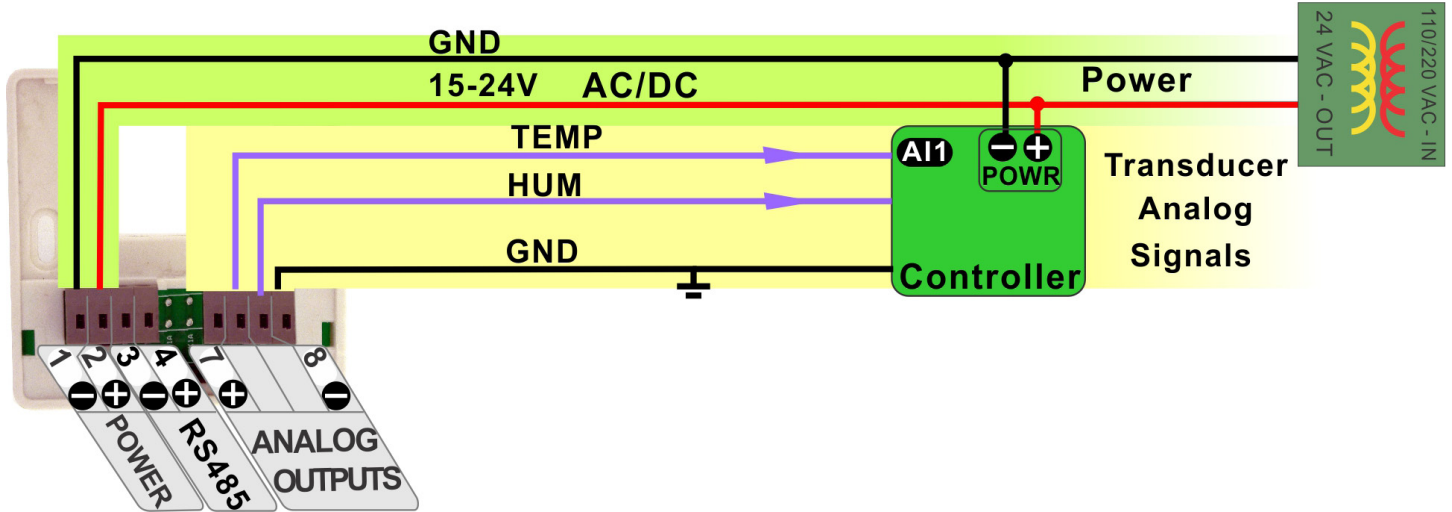 GND
15-24V AC/DC
Power
110/220 VAC - IN
24 VAC - OUT
TEMP
HUM
GND
AI1
POWR
Controller
Transducer
Analog
Signals
1 2 3 4 7 8
POWER
RS485
ANALOG
OUTPUTS